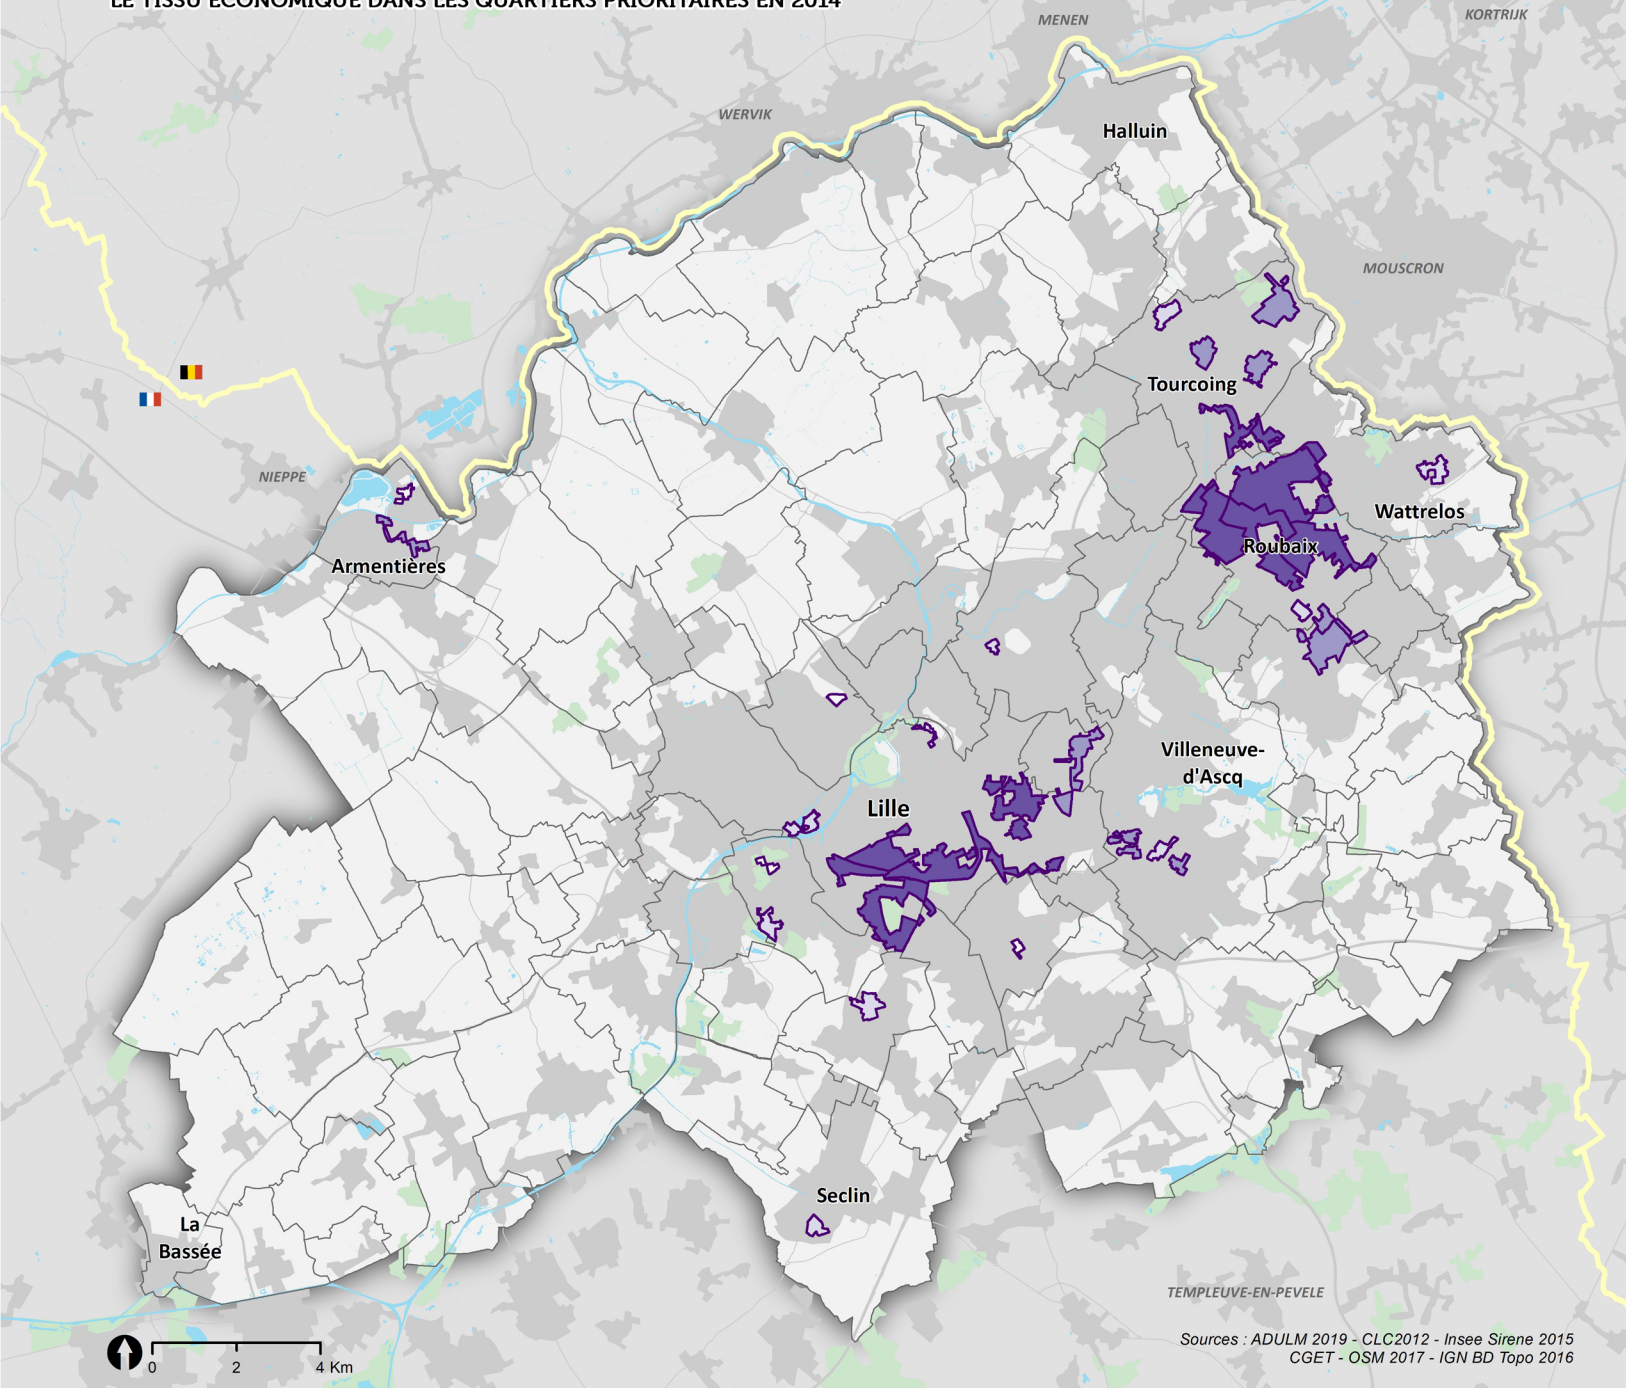 LE TISSU ÉCONOMIQUE DANS LES QUARTIERS PRIORITAIRES EN 2014
MENEN
KORTRIJK
WERVIK
Halluin
MOUSCRON
Tourcoing
NIEPPE
Wattrelos
Roubaix
Armentières
Villeneuve-
d'Ascq
Lille
Seclin
La
Bassée
TEMPLEUVE-EN-PEVELE
Sources : ADULM 2019 - CLC2012 - Insee Sirene 2015
CGET - OSM 2017 - IGN BD Topo 2016
0 2 4 Km